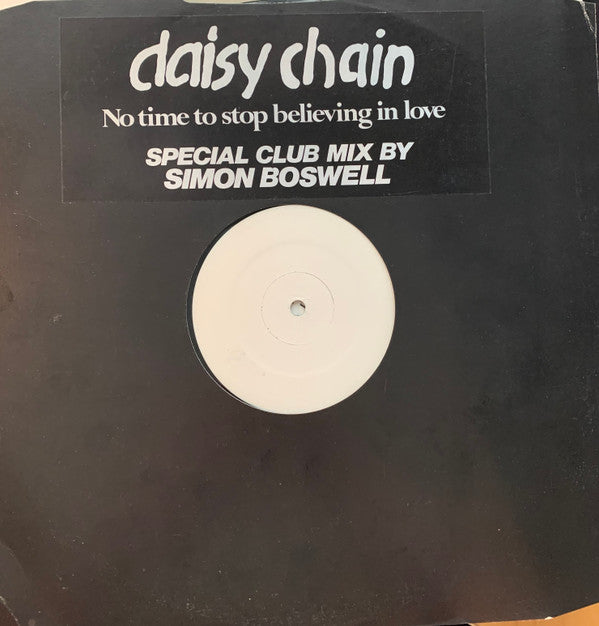 daisy chain
No time to stop believing in love
SPECIAL CLUB MIX BY
SIMON BOSWELL